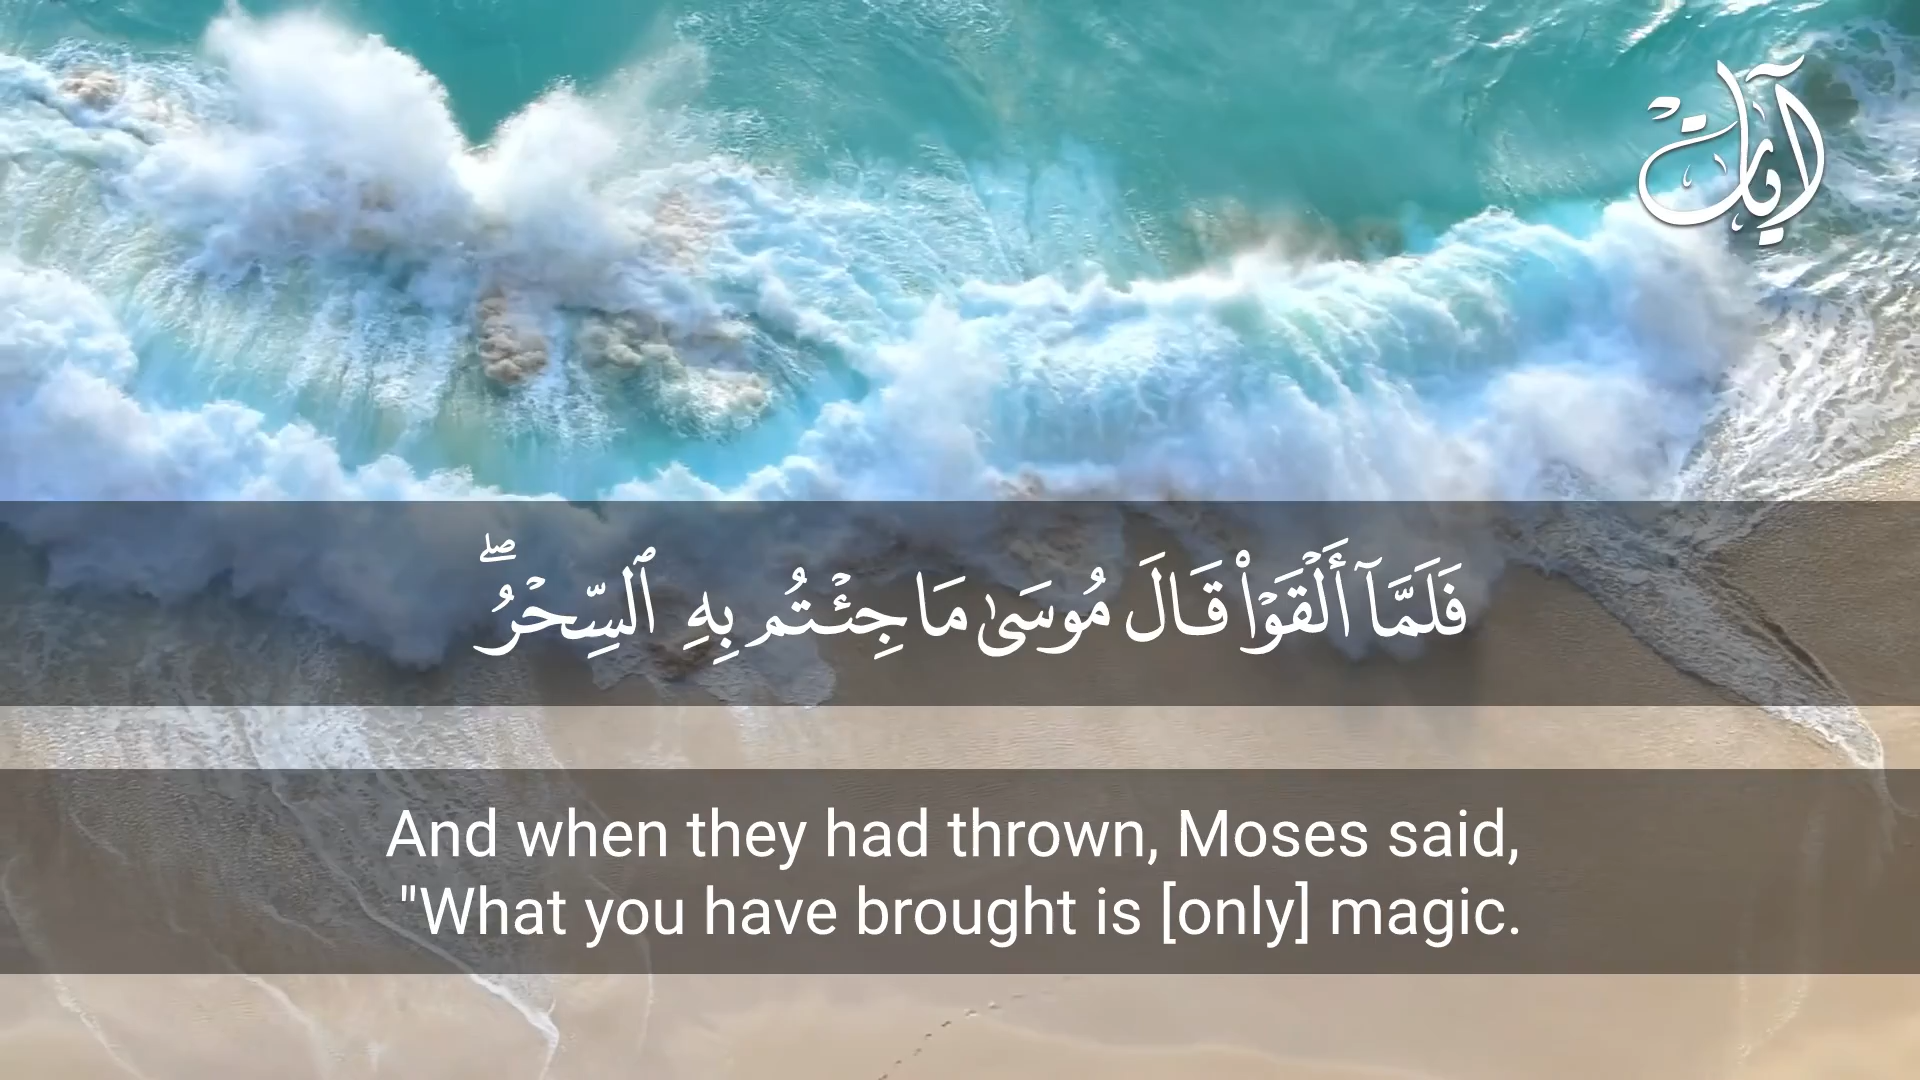 آيات
فَلَمَّآ أَلْقَوْا۟ قَالَ مُوسَىٰ مَا جِئْتُم بِهِ ٱلسِّحْرُ ۖ
And when they had thrown, Moses said,
"What you have brought is [only] magic.